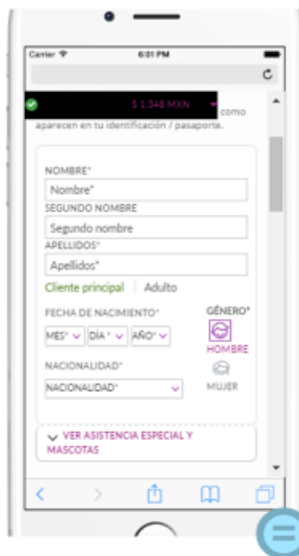 Carrier 6:01 PM
$ 1,348 MXN
como
aparecen en tu identificación / pasaporte.
NOMBRE*
Nombre*
SEGUNDO NOMBRE
Segundo nombre
APELLIDOS*
Apellidos*
Cliente principal Adulto
FECHA DE NACIMIENTO* GÉNERO*
MES* DÍA * AÑO*
HOMBRE
NACIONALIDAD*
NACIONALIDAD*
MUJER
VER ASISTENCIA ESPECIAL Y
MASCOTAS